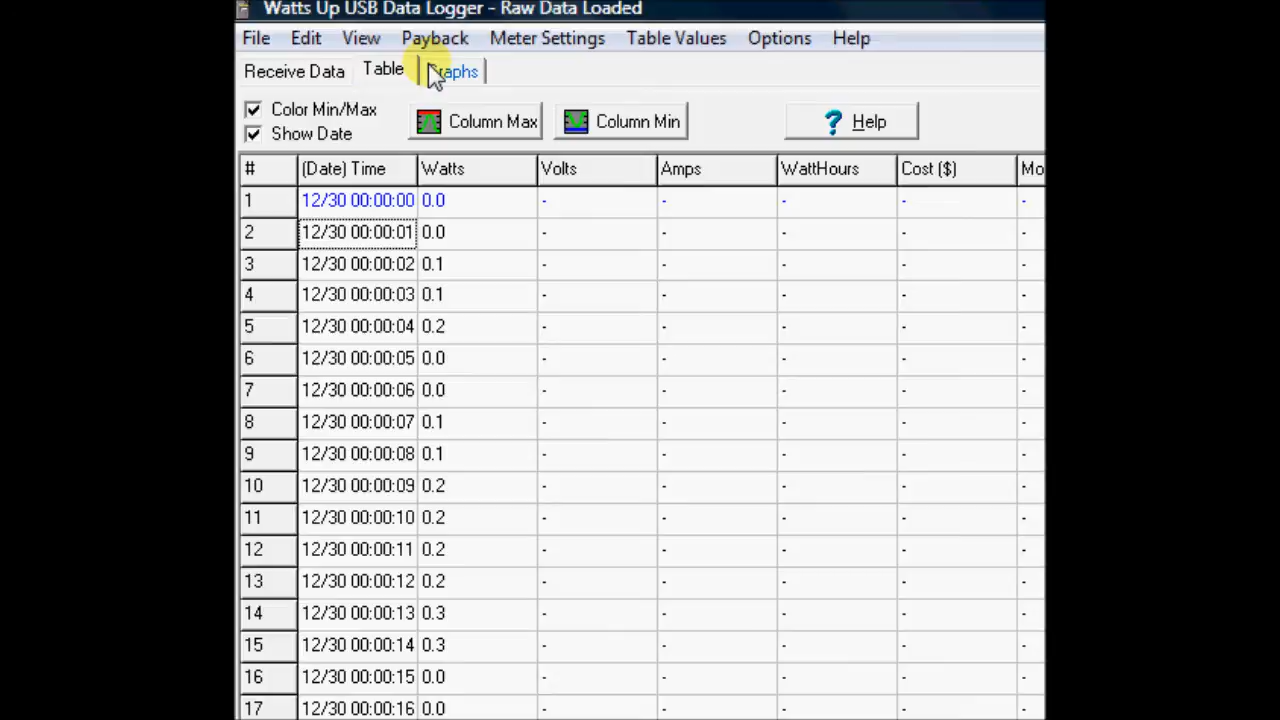 Watts Up USB Data Logger - Raw Data Loaded
File Edit View Payback Meter Settings Table Values Options Help
Receive Data Table Graphs
Color Min/Max
Show Date
Column Max Column Min Help
# (Date) Time Watts Volts Amps WattHours Cost ($) Mo
1 12/30 00:00:00 0.0 - - - - -
2 12/30 00:00:01 0.0 - - - - -
3 12/30 00:00:02 0.1 - - - - -
4 12/30 00:00:03 0.1 - - - - -
5 12/30 00:00:04 0.2 - - - - -
6 12/30 00:00:05 0.0 - - - - -
7 12/30 00:00:06 0.0 - - - - -
8 12/30 00:00:07 0.1 - - - - -
9 12/30 00:00:08 0.1 - - - - -
10 12/30 00:00:09 0.2 - - - - -
11 12/30 00:00:10 0.2 - - - - -
12 12/30 00:00:11 0.2 - - - - -
13 12/30 00:00:12 0.2 - - - - -
14 12/30 00:00:13 0.3 - - - - -
15 12/30 00:00:14 0.3 - - - - -
16 12/30 00:00:15 0.0 - - - - -
17 12/30 00:00:16 0.0 - - - - -